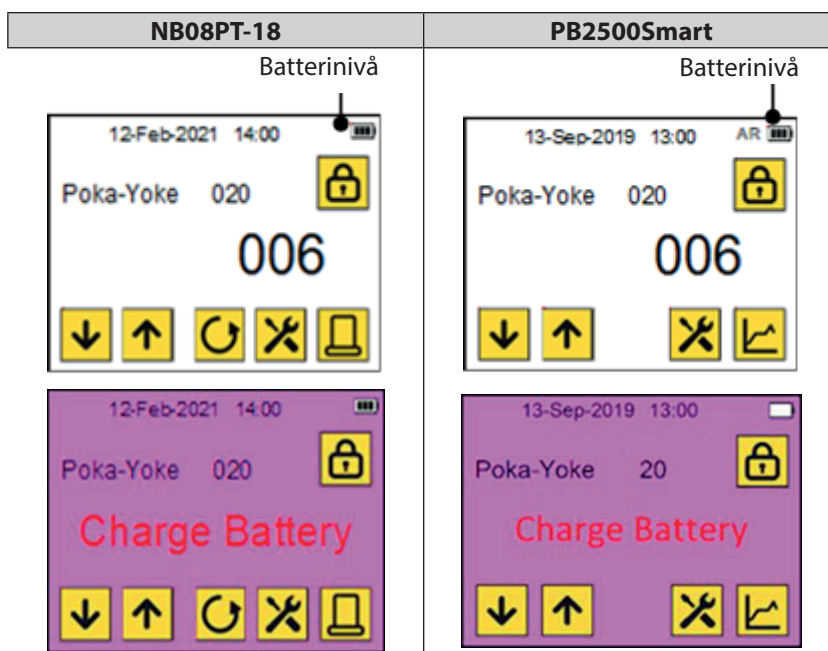 NB08PT-18
PB2500Smart
Batterinivå
Batterinivå
12-Feb-2021 14:00
Poka-Yoke 020
006
13-Sep-2019 13:00 AR
Poka-Yoke 020
006
12-Feb-2021 14:00
Poka-Yoke 020
Charge Battery
13-Sep-2019 13:00
Poka-Yoke 20
Charge Battery